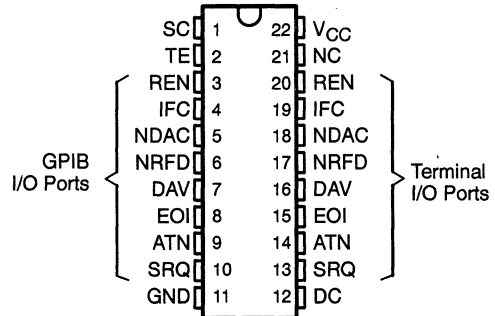 SC 1 22 VCC
TE 2 21 NC
REN 3 20 REN
IFC 4 19 IFC
NDAC 5 18 NDAC
GPIB I/O Ports NRFD 6 17 NRFD Terminal I/O Ports
DAV 7 16 DAV
EOI 8 15 EOI
ATN 9 14 ATN
SRQ 10 13 SRQ
GND 11 12 DC